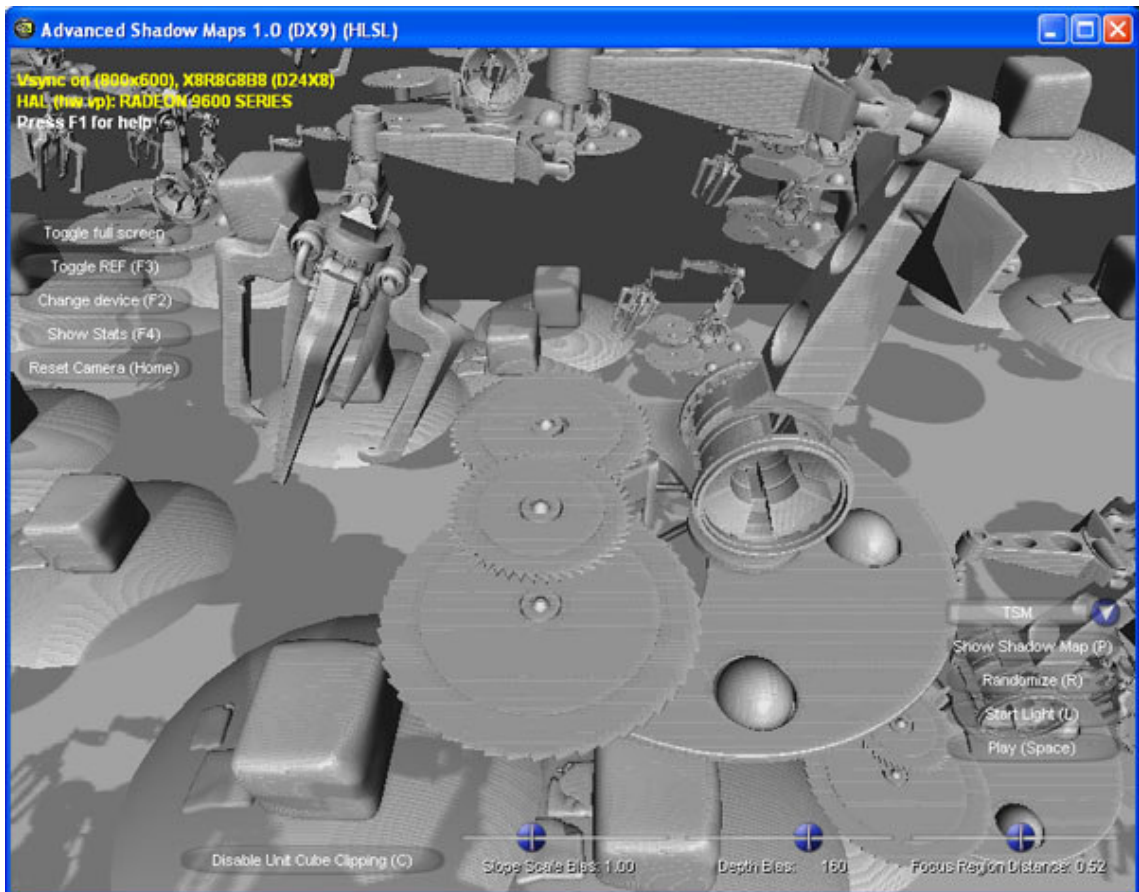 Advanced Shadow Maps 1.0 (DX9) (HLSL)
Vsync on (800x600), X8R8G8B8 (D24X8)
HAL (hw vp): RADEON 9600 SERIES
Press F1 for help
Toggle full screen
Toggle REF (F3)
Change device (F2)
Show Stats (F4)
Reset Camera (Home)
TSM
Show Shadow Map (P)
Randomize (R)
Start Light (L)
Play (Space)
Disable Unit Cube Clipping (C)
Slope Scale Bias: 1.00
Depth Bias: 160
Focus Region Distance: 0.52